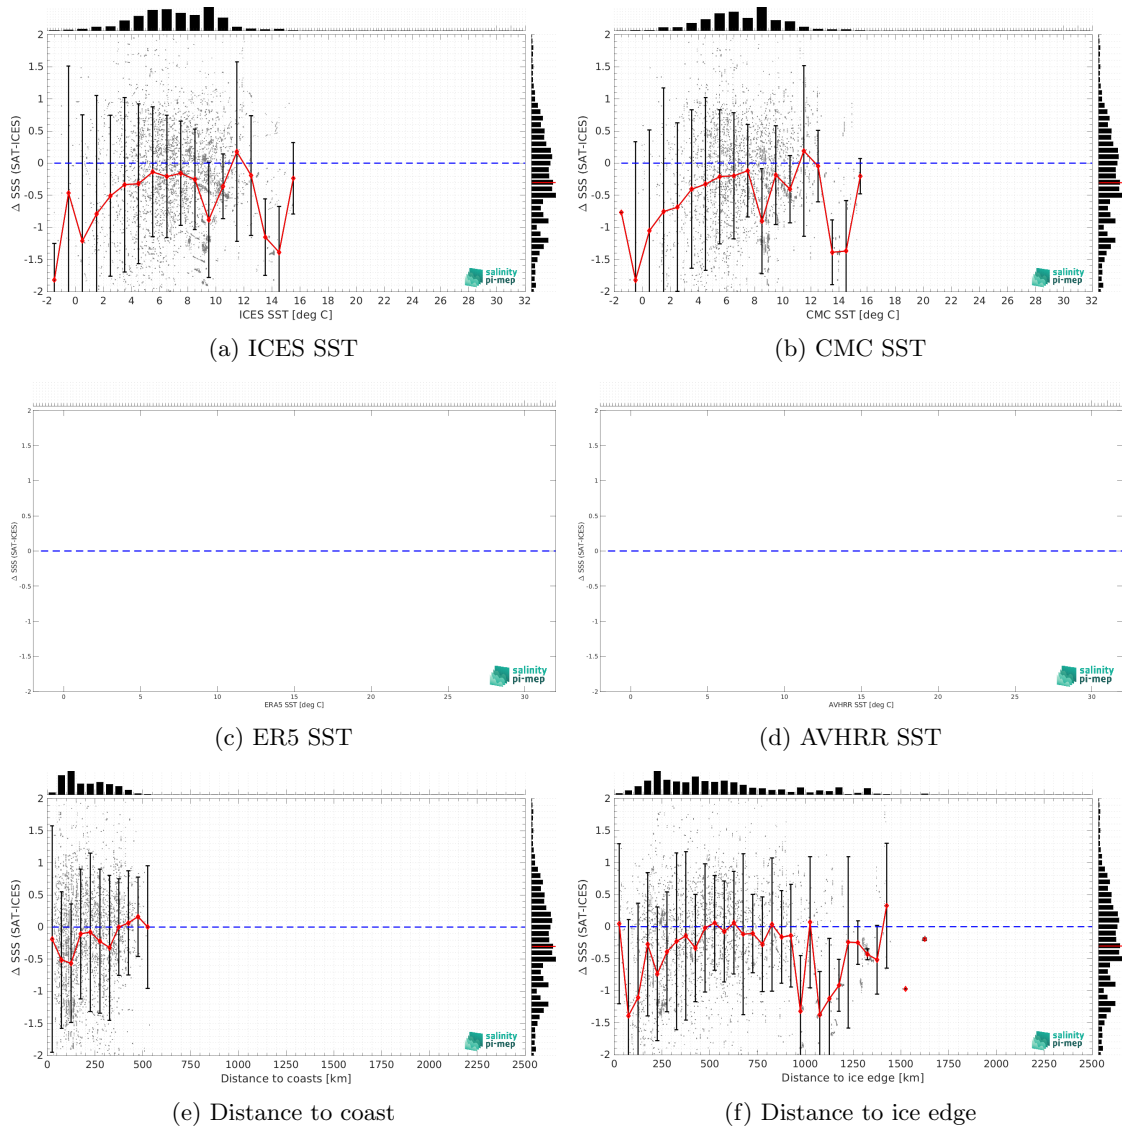 2
1.5
1
0.5
0
-0.5
-1
-1.5
-2
Δ SSS (SAT-ICES)
-2 0 2 4 6 8 10 12 14 16 18 20 22 24 26 28 30 32
ICES SST [deg C]
salinity
pi-mep
(a) ICES SST
2
1.5
1
0.5
0
-0.5
-1
-1.5
-2
Δ SSS (SAT-ICES)
-2 0 2 4 6 8 10 12 14 16 18 20 22 24 26 28 30 32
CMC SST [deg C]
salinity
pi-mep
(b) CMC SST
2
1.5
1
0.5
0
-0.5
-1
-1.5
-2
Δ SSS (SAT-ICES)
0 5 10 15 20 25 30
ERA5 SST [deg C]
salinity
pi-mep
(c) ER5 SST
2
1.5
1
0.5
0
-0.5
-1
-1.5
-2
Δ SSS (SAT-ICES)
0 5 10 15 20 25 30
AVHRR SST [deg C]
salinity
pi-mep
(d) AVHRR SST
2
1.5
1
0.5
0
-0.5
-1
-1.5
-2
Δ SSS (SAT-ICES)
0 250 500 750 1000 1250 1500 1750 2000 2250 2500
Distance to coasts [km]
salinity
pi-mep
(e) Distance to coast
2
1.5
1
0.5
0
-0.5
-1
-1.5
-2
Δ SSS (SAT-ICES)
0 250 500 750 1000 1250 1500 1750 2000 2250 2500
Distance to ice edge [km]
salinity
pi-mep
(f) Distance to ice edge